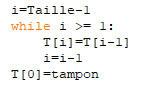 i=Taille-1
while i >= 1:
    T[i]=T[i-1]
    i=i-1
T[0]=tampon